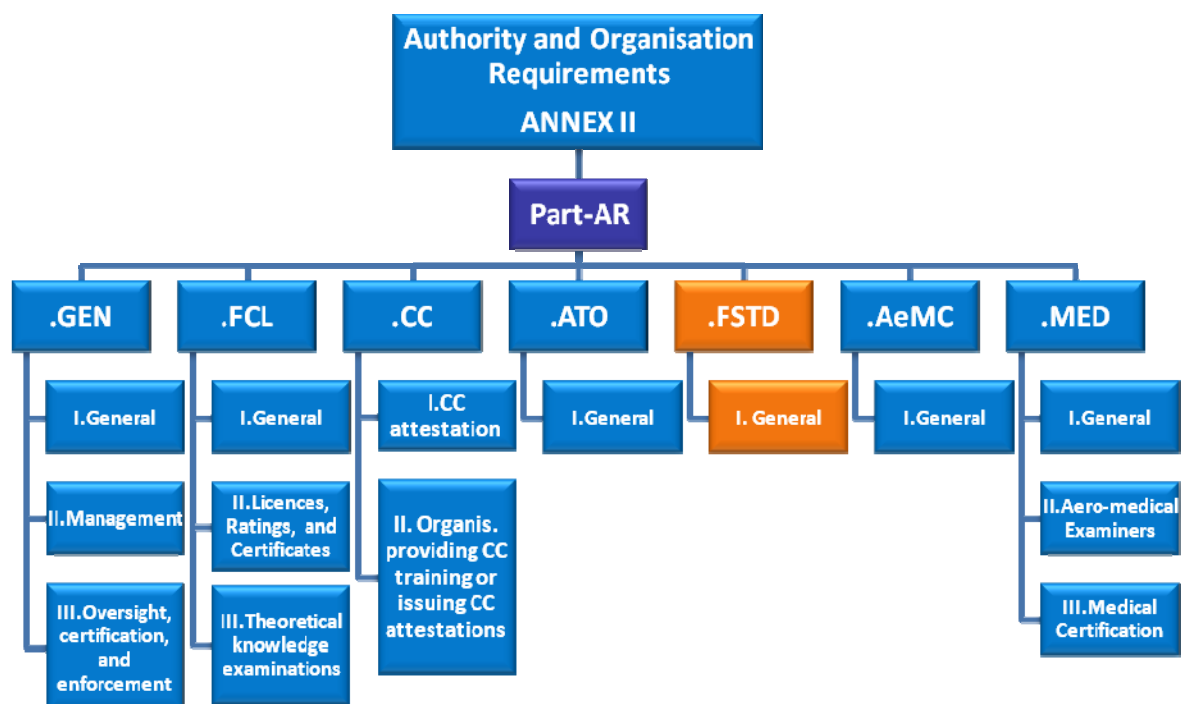 Authority and Organisation
Requirements
ANNEX II
Part-AR
.GEN
.FCL
.CC
.ATO
.FSTD
.AeMC
.MED
I.General
I.General
I.CC
attestation
I.General
I. General
I.General
I.General
II.Management
II.Licences,
Ratings, and
Certificates
II. Organis.
providing CC
training or
issuing CC
attestations
II.Aero-medical
Examiners
III.Oversight,
certification,
and
enforcement
III.Theoretical
knowledge
examinations
III.Medical
Certification